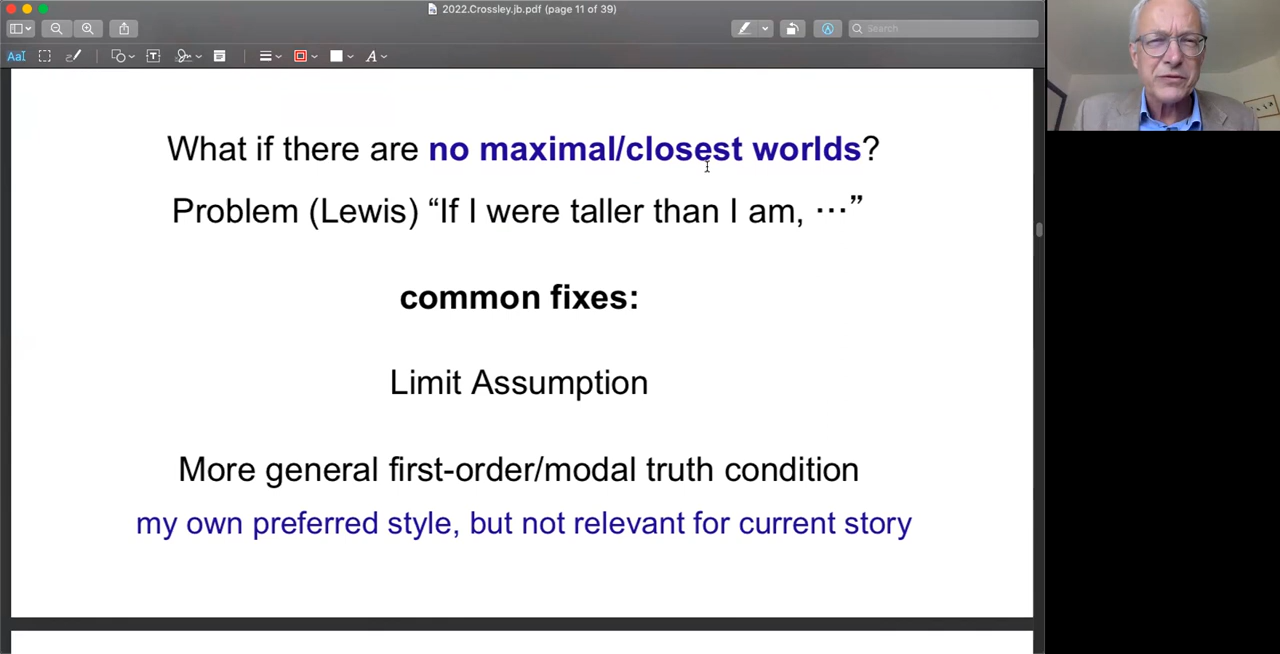 2022.Crossley.jb.pdf (page 11 of 39)
Search
AaI
A
What if there are no maximal/closest worlds?
Problem (Lewis) “If I were taller than I am, ⋯”
common fixes:
Limit Assumption
More general first-order/modal truth condition
my own preferred style, but not relevant for current story